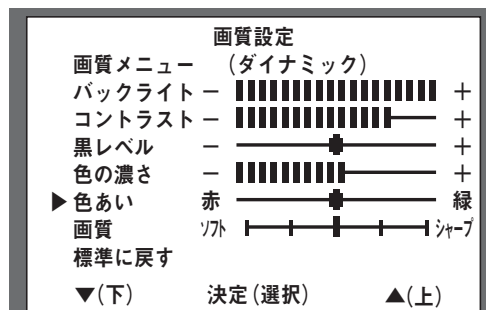 画質設定
画質メニュー (ダイナミック)
バックライト − +
コントラスト − +
黒レベル − +
色の濃さ − +
▶色あい 赤 緑
画質 ソフト シャープ
標準に戻す
▼(下) 決定(選択) ▲(上)